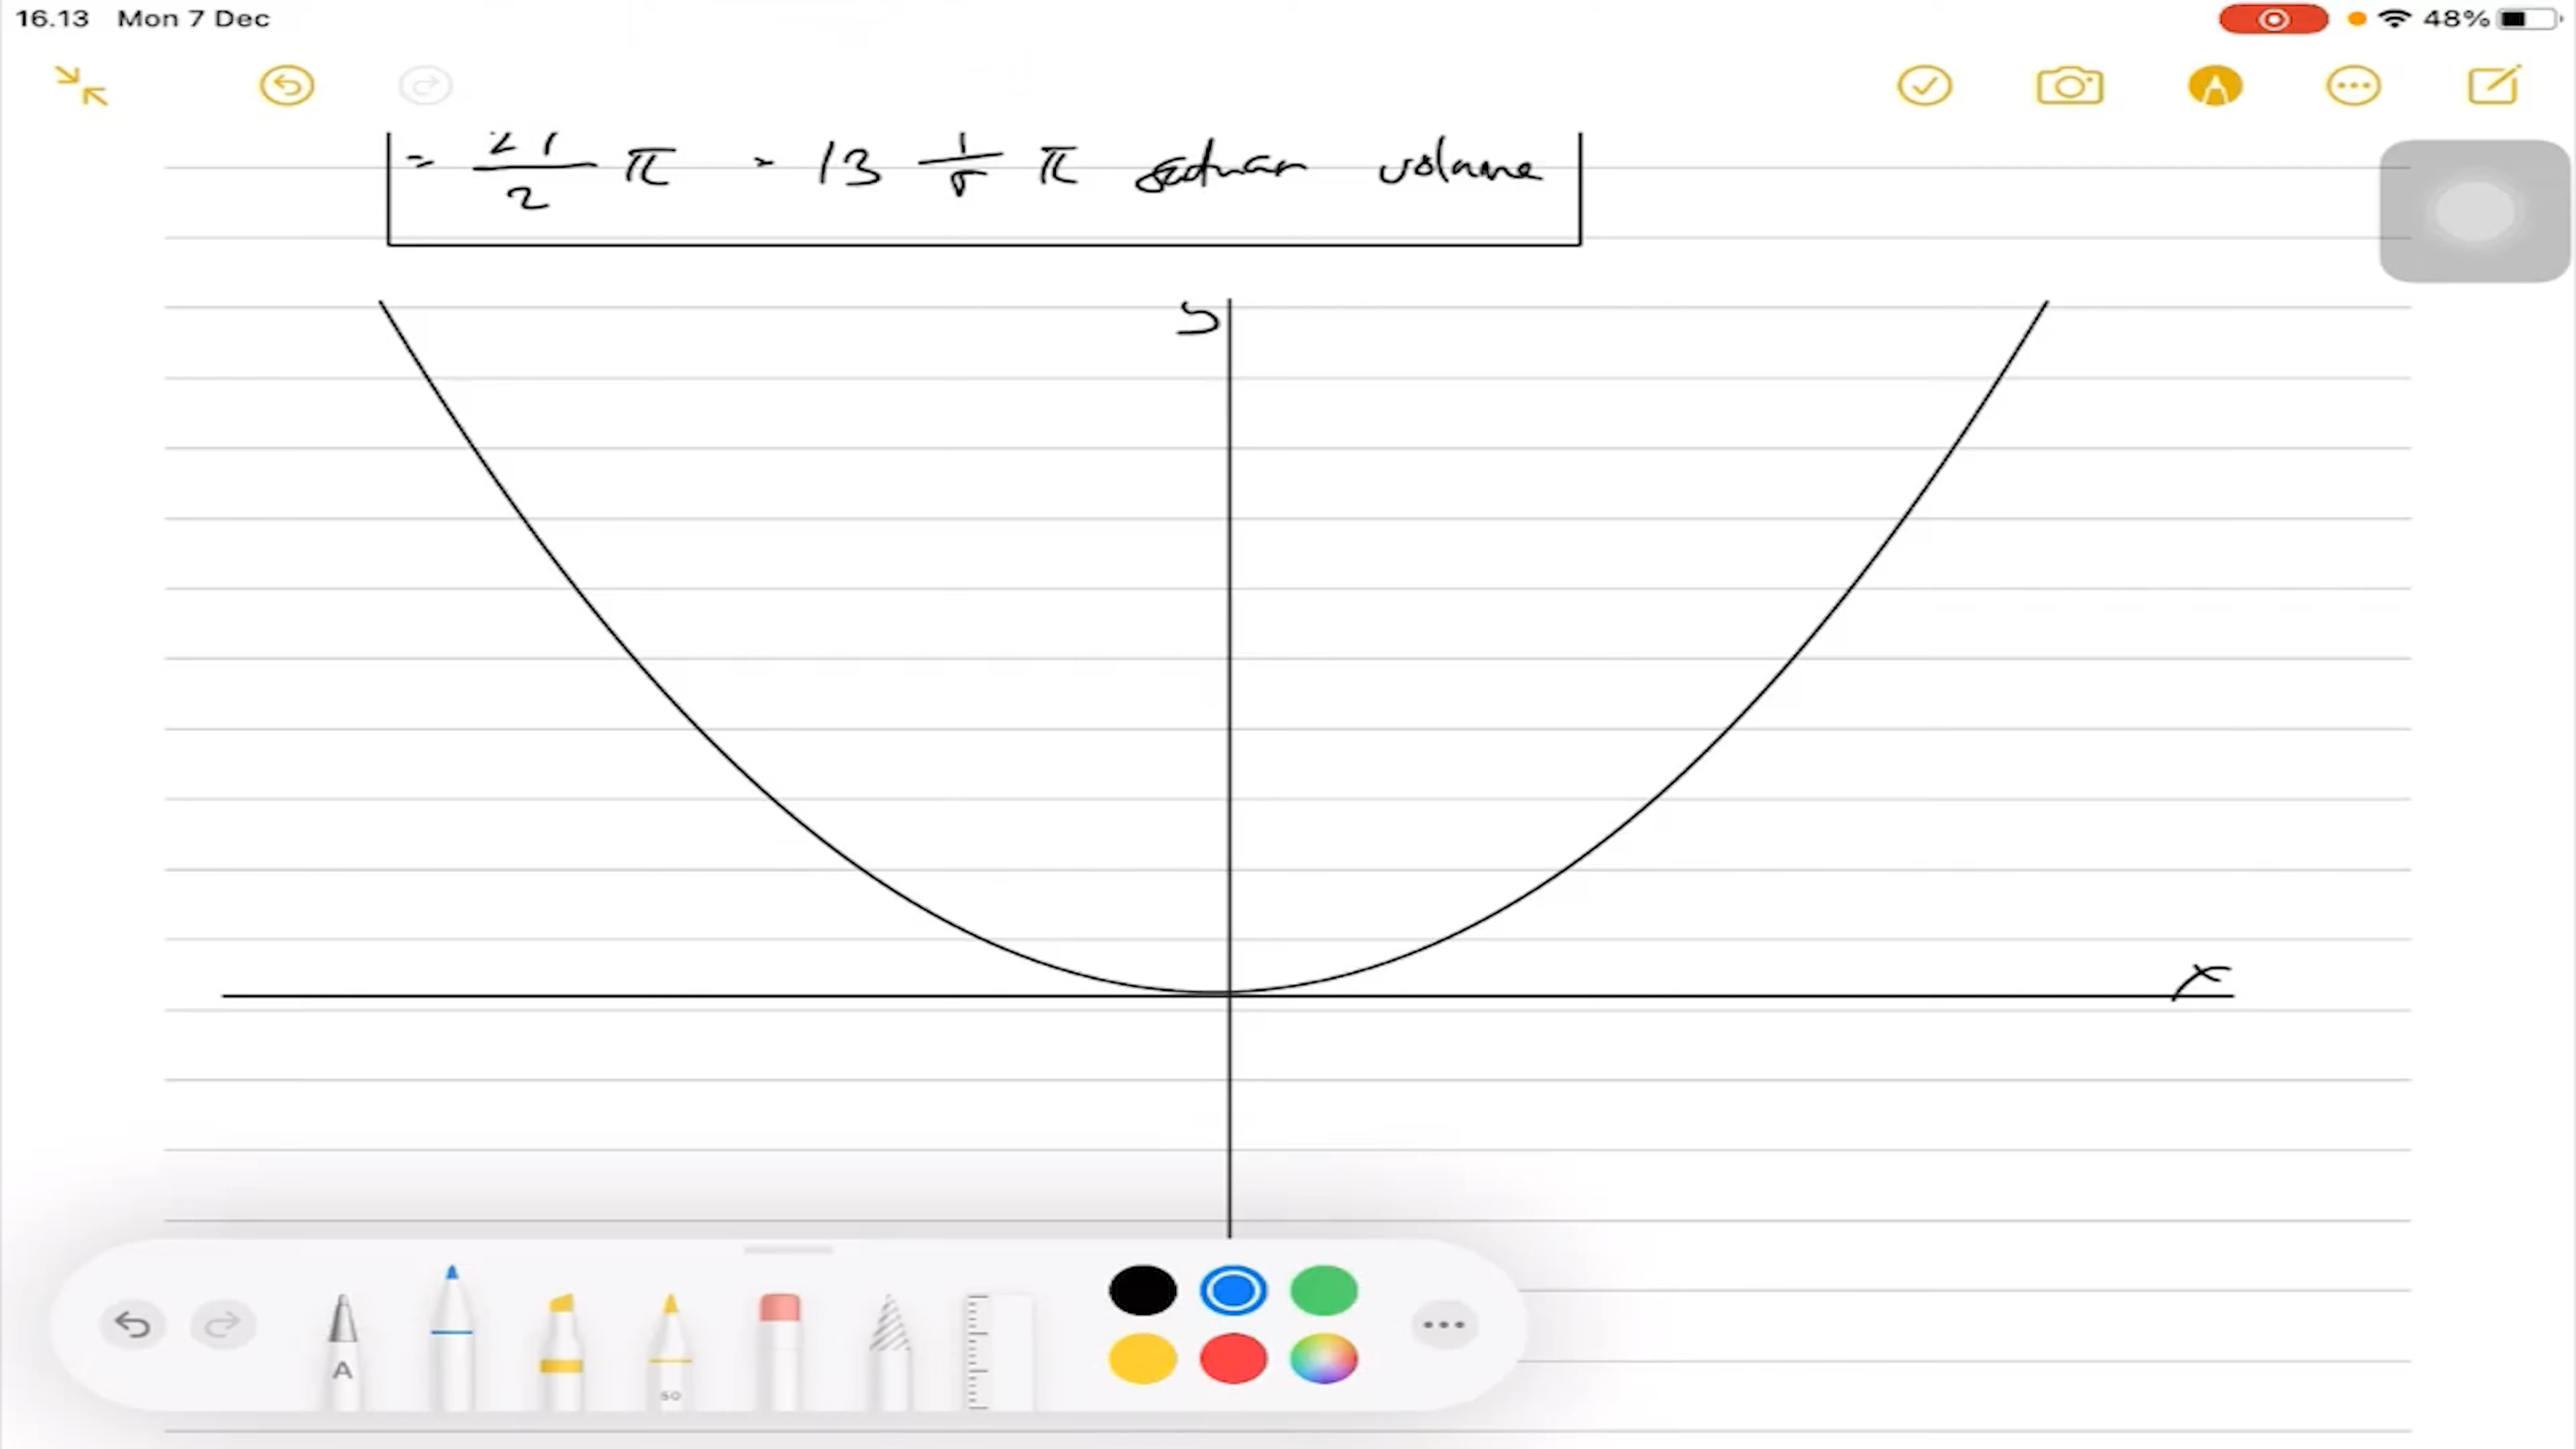 16.13 Mon 7 Dec 48%
= 27/2 π = 13 1/2 π satuan volume
y
x
A
50